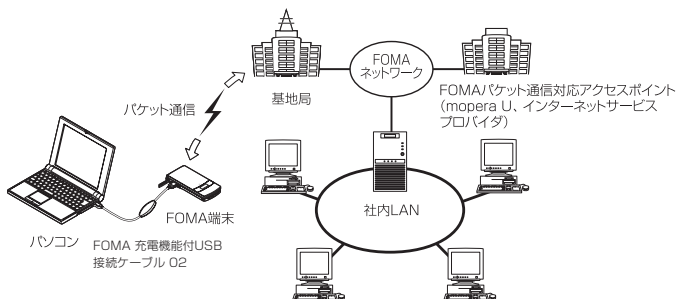 FOMA
ネットワーク
基地局
FOMAパケット通信対応アクセスポイント
(mopera U、インターネットサービス
プロバイダ)
パケット通信
FOMA端末
パソコン
FOMA 充電機能付USB
接続ケーブル 02
社内LAN